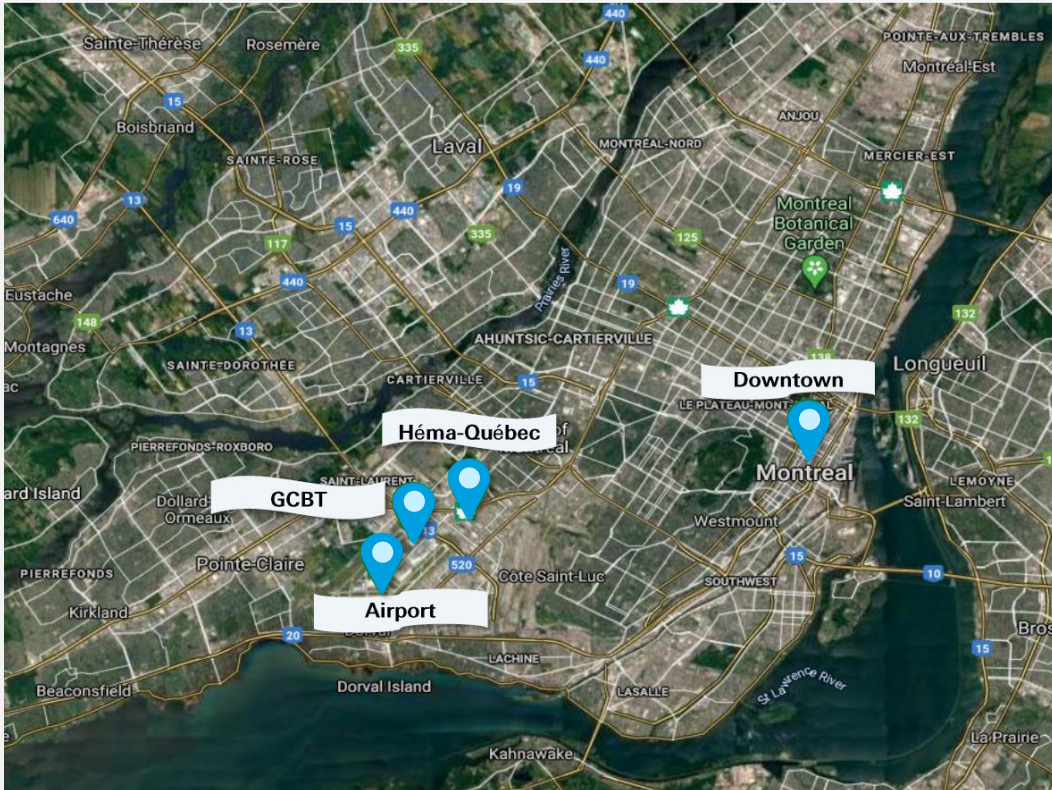 440
POINTE-AUX-TREMBLES
Sainte-Thérèse
Rosemère
335
440
Montréal-Est
15
Boisbriand
ANJOU
SAINTE-ROSE
Laval
MONTRÉAL-NORD
MERCIER-EST
13
19
640
440
15
Montreal
Botanical
Garden
117
335
125
440
19
Prairies River
Eustache
148
13
132
Montagnes
AHUNTSIC-CARTIERVILLE
138
SAINTE-DOROTHÉE
Longueuil
CARTIERVILLE
15
Downtown
LE PLATEAU-MONT-
132
Héma-Québec
of
PIERREFONDS-ROXBORO
SAINT-LAURENT
Montreal
ard Island
Dollard-
Ormeaux
GCBT
LEMOYNE
Saint-Lambert
Westmount
13
Pointe-Claire
520
15
PIERREFONDS
Côte Saint-Luc
SOUTHWEST
10
Kirkland
Airport
20
Bros
15
LACHINE
Beaconsfield
Dorval Island
LASALLE
St Lawrence River
La Prairie
Kahnawake